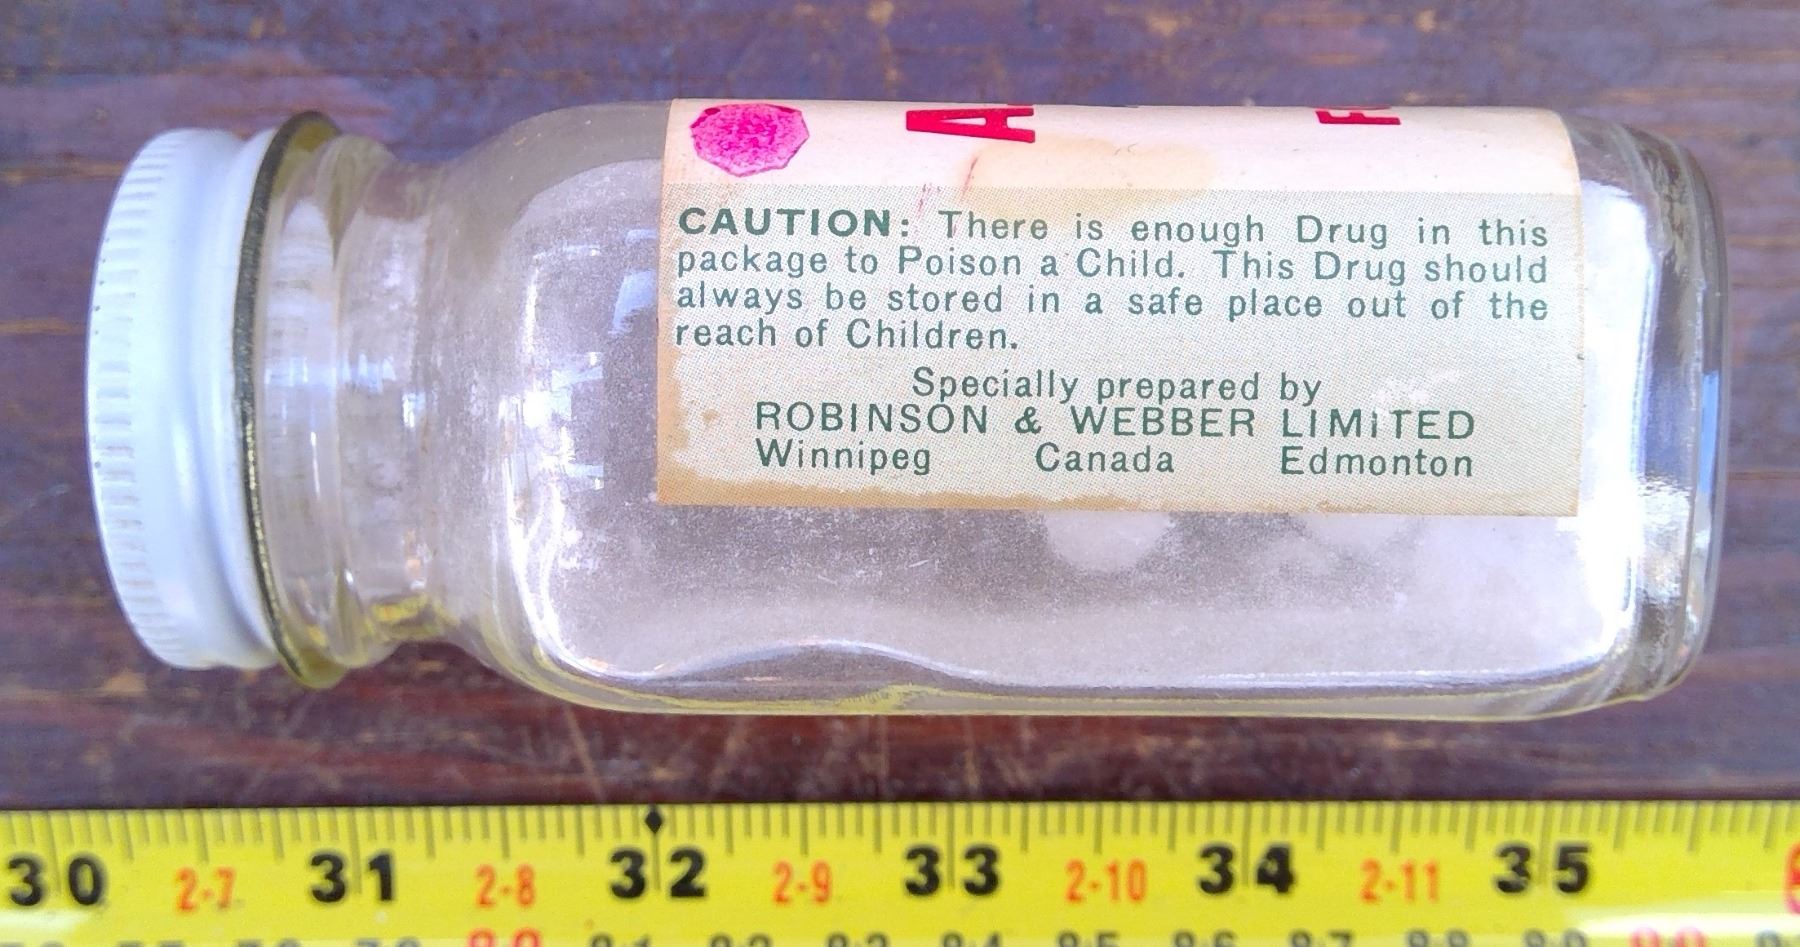 A
F
CAUTION: There is enough Drug in this
package to Poison a Child. This Drug should
always be stored in a safe place out of the
reach of Children.
Specially prepared by
ROBINSON & WEBBER LIMITED
Winnipeg Canada Edmonton
30 2-7 31 2-8 32 2-9 33 2-10 34 2-11 35